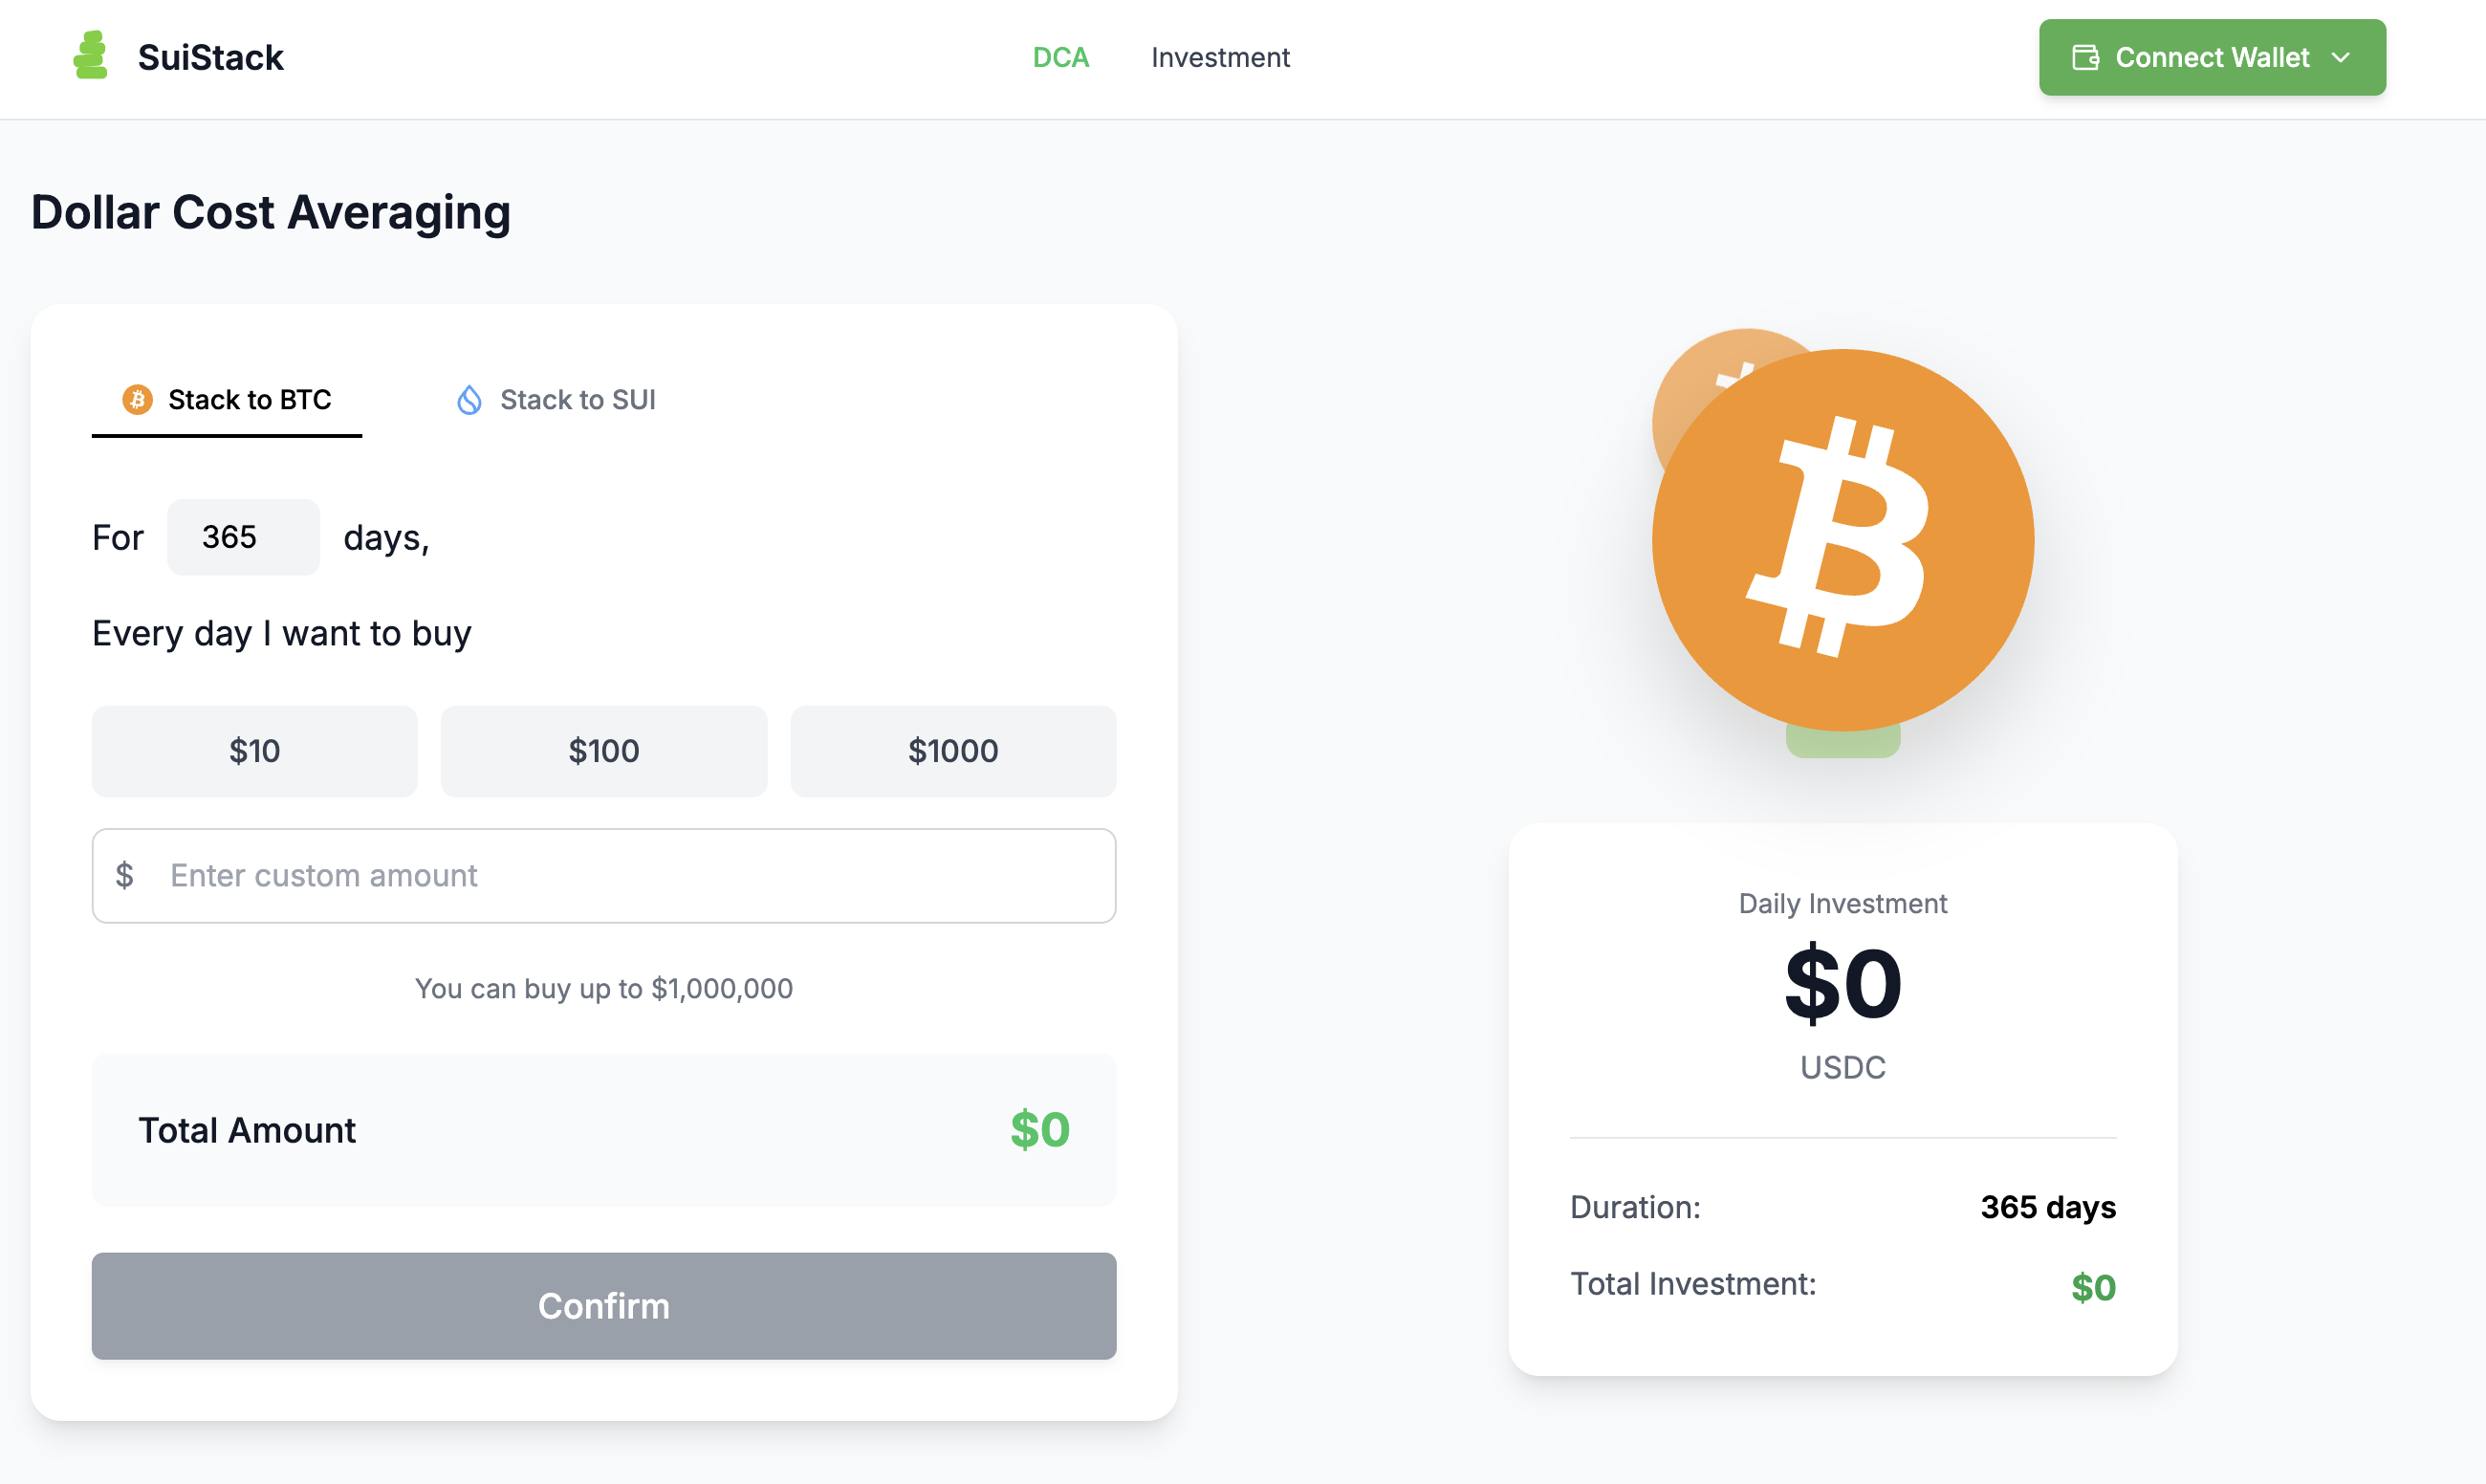 SuiStack
DCA
Investment
Connect Wallet
Dollar Cost Averaging
Stack to BTC
Stack to SUI
For 365 days,
Every day I want to buy
$10
$100
$1000
$ Enter custom amount
You can buy up to $1,000,000
Total Amount $0
Confirm
Daily Investment
$0
USDC
Duration: 365 days
Total Investment: $0